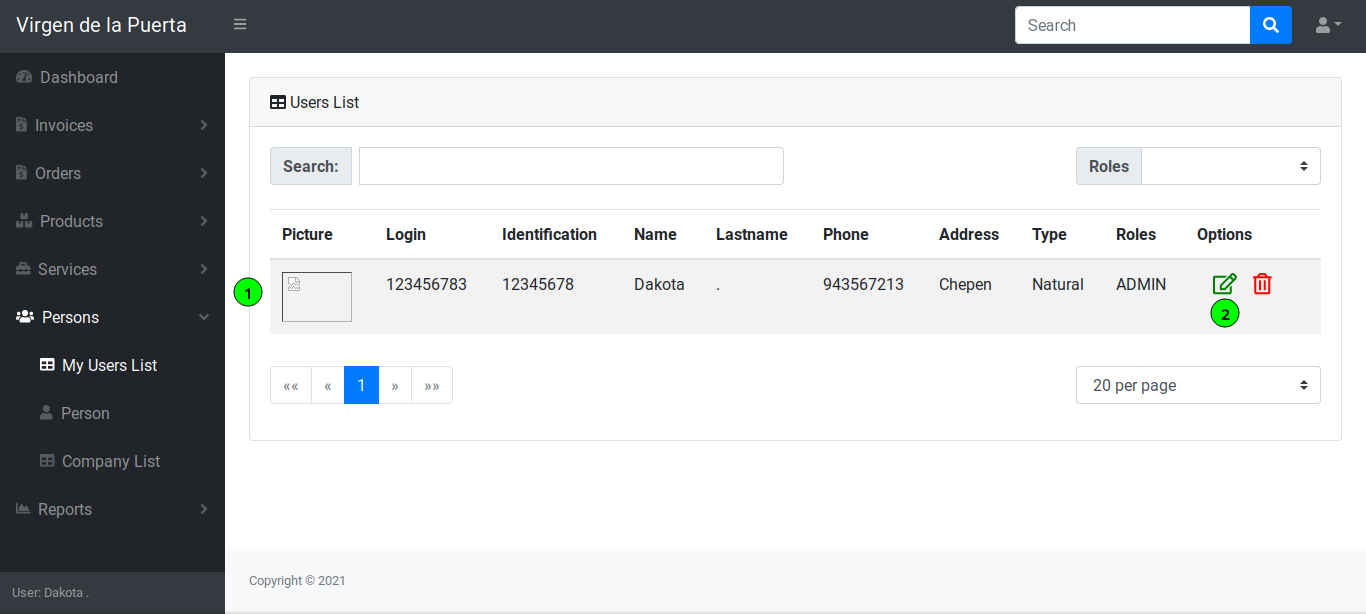 Virgen de la Puerta
Search
Dashboard
Invoices
Orders
Products
Services
Persons
My Users List
Person
Company List
Reports
User: Dakota .
Users List
Search:
Roles
Picture Login Identification Name Lastname Phone Address Type Roles Options
1 123456783 12345678 Dakota . 943567213 Chepen Natural ADMIN
2
«« « 1 » »»
20 per page
Copyright © 2021